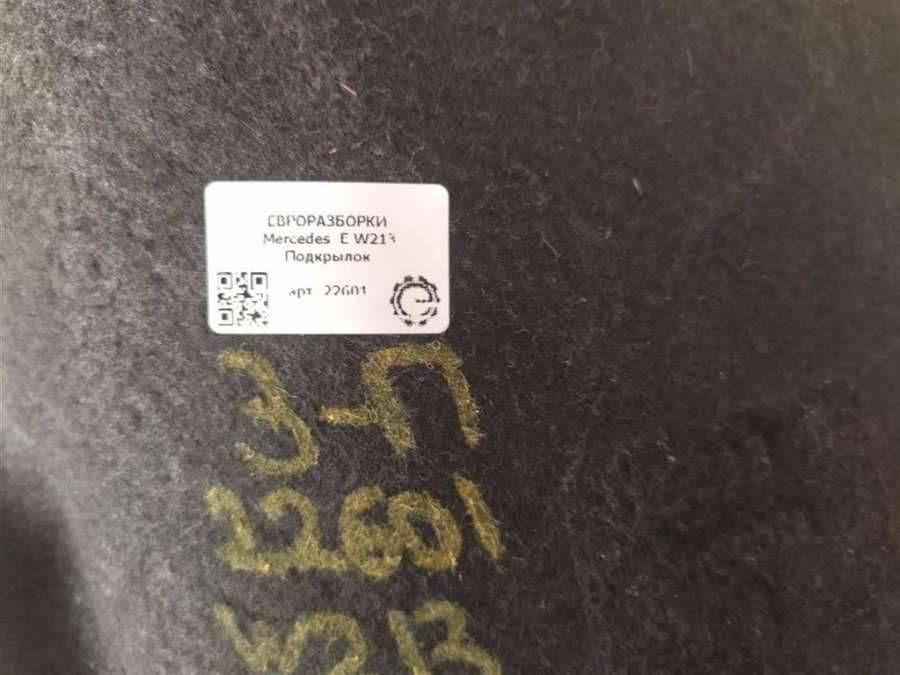 ЕВРОРАЗБОРКИ
Mercedes E W213
Подкрылок
арт. 22601
З-П
22601
W213